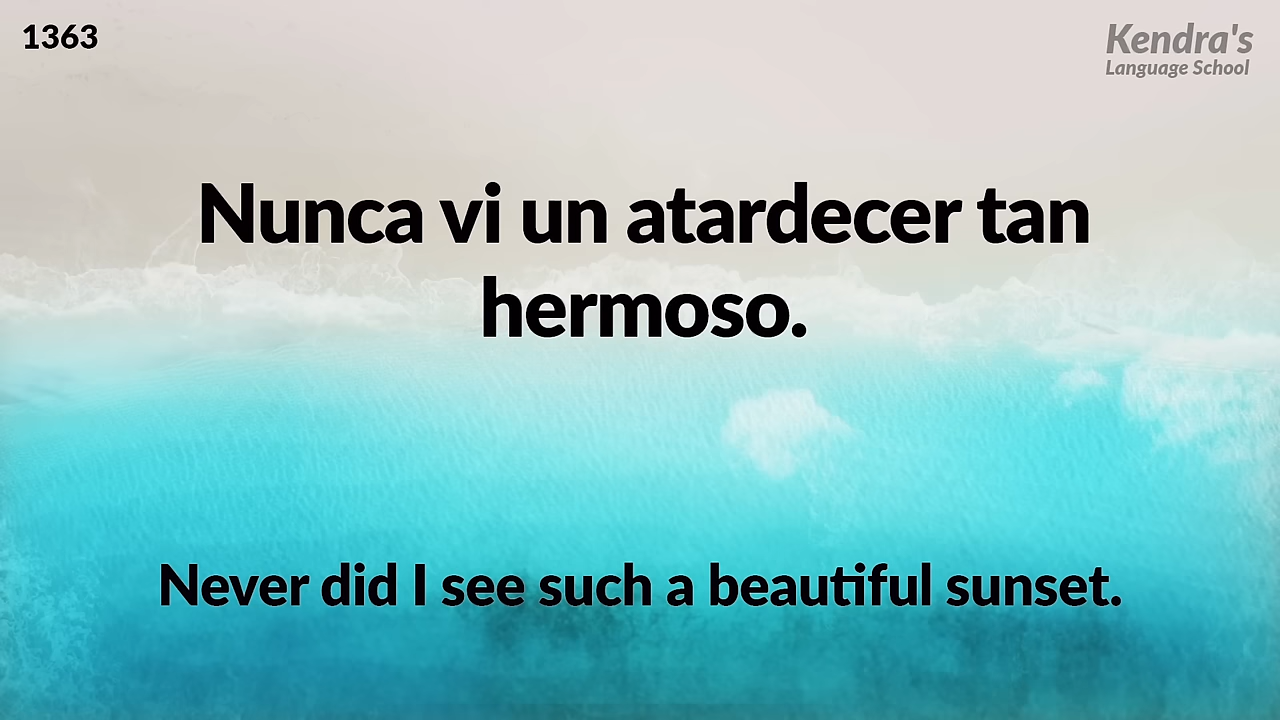 1363
Kendra's
Language School
Nunca vi un atardecer tan
hermoso.
Never did I see such a beautiful sunset.